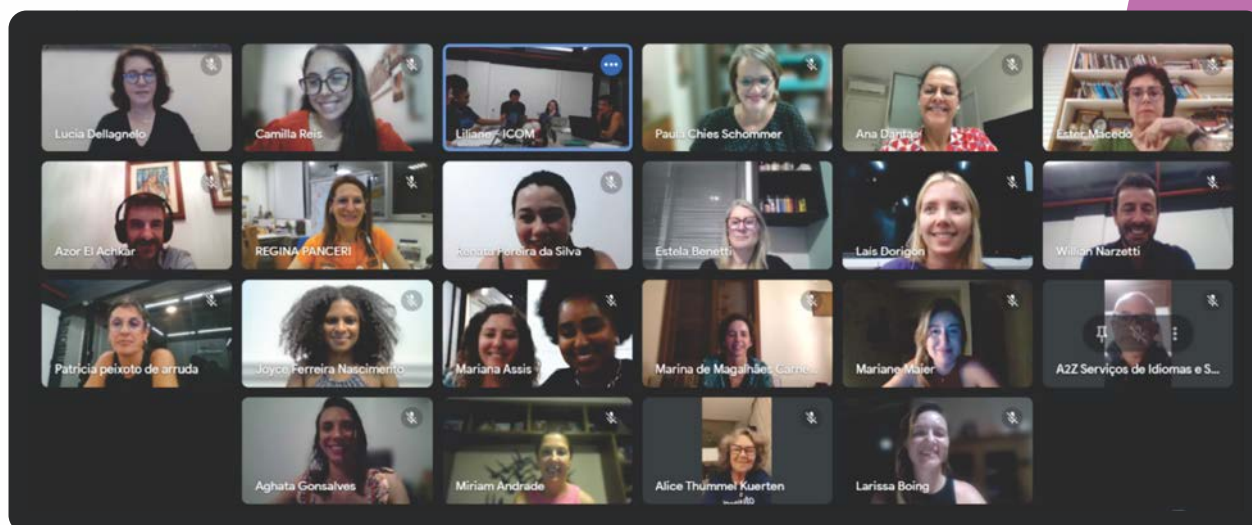 Lucia Dellagnelo
Camilla Reis
Liliane - ICOM
Paula Chies Schommer
Ana Dantas
Ester Macedo
Azor El Achkar
REGINA PANCERI
Renata Pereira da Silva
Estela Benetti
Laís Dorigon
Willian Narzetti
Patricia peixoto de arruda
Joyce Ferreira Nascimento
Mariana Assis
Marina de Magalhães Carne...
Mariane Maier
A2Z Serviços de Idiomas e S...
Aghata Gonsalves
Miriam Andrade
Alice Thümmel Kuerten
Larissa Boing